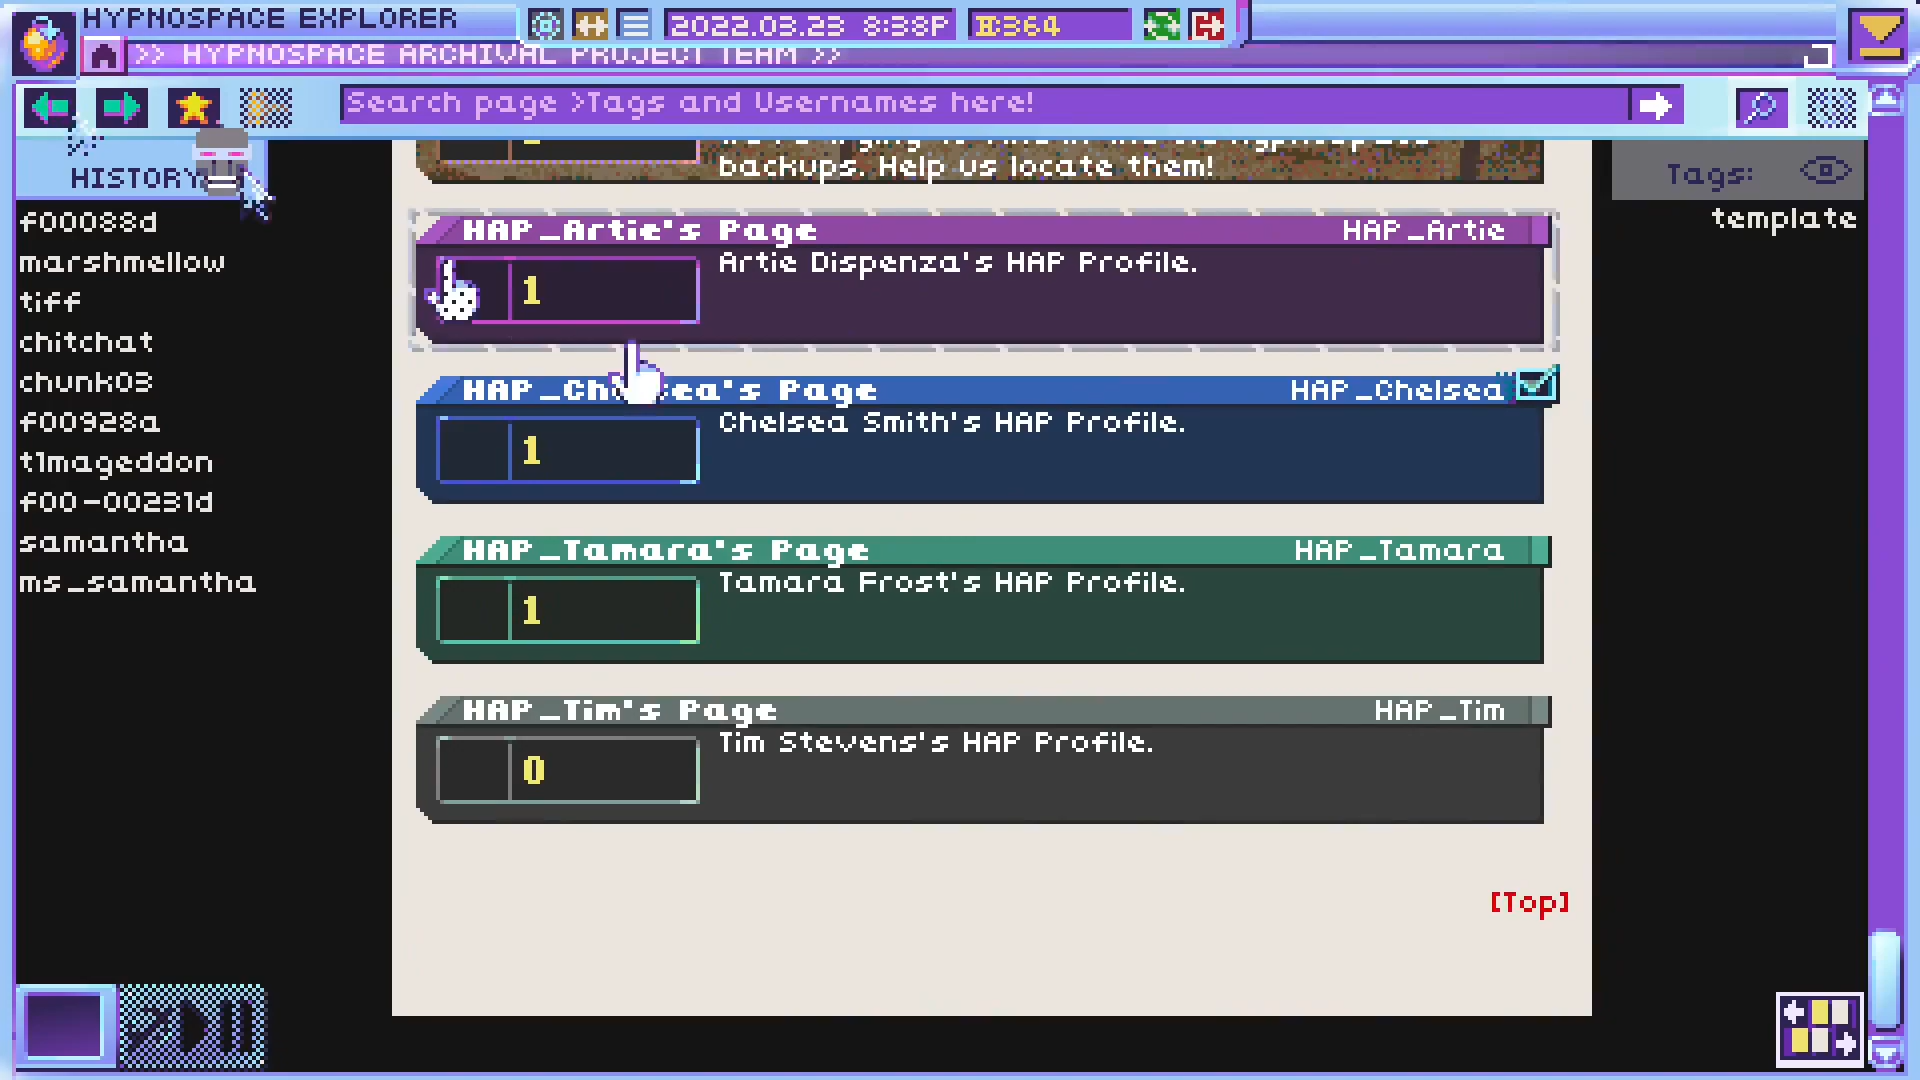 HYPNOSPACE EXPLORER
2022.03.23 8:38P
364
>> HYPNOSPACE ARCHIVAL PROJECT TEAM >>
Search page >Tags and Usernames here!
HISTORY
f00088d
marshmellow
tiff
chitchat
chunk03
f00928a
t1mageddon
f00-00231d
samantha
ms_samantha
backups. Help us locate them!
HAP_Artie's Page
HAP_Artie
1
Artie Dispenza's HAP Profile.
HAP_Ch ea's Page
HAP_Chelsea
1
Chelsea Smith's HAP Profile.
HAP_Tamara's Page
HAP_Tamara
1
Tamara Frost's HAP Profile.
HAP_Tim's Page
HAP_Tim
0
Tim Stevens's HAP Profile.
[Top]
Tags:
template